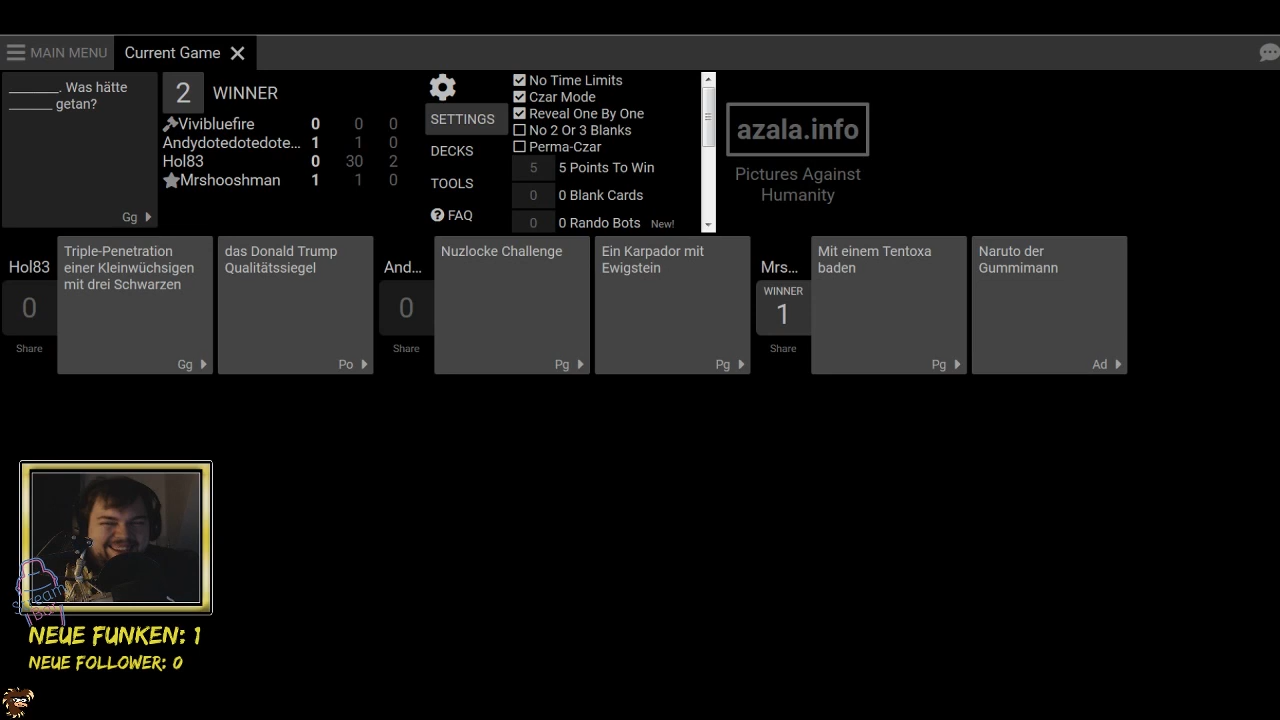 MAIN MENU
Current Game
_______. Was hätte
______ getan?
Gg
2 WINNER
Vivibluefire 0 0 0
Andydotedotedote... 1 1 0
Hol83 0 30 2
Mrshooshman 1 1 0
SETTINGS
DECKS
TOOLS
FAQ
No Time Limits
Czar Mode
Reveal One By One
No 2 Or 3 Blanks
Perma-Czar
5 5 Points To Win
0 0 Blank Cards
0 0 Rando Bots New!
azala.info
Pictures Against
Humanity
Hol83
0
Share
Triple-Penetration
einer Kleinwüchsigen
mit drei Schwarzen
Gg
das Donald Trump
Qualitätssiegel
Po
And...
0
Share
Nuzlocke Challenge
Pg
Ein Karpador mit
Ewigstein
Pg
Mrs...
WINNER
1
Share
Mit einem Tentoxa
baden
Pg
Naruto der
Gummimann
Ad
Stream
NEUE FUNKEN: 1
NEUE FOLLOWER: 0